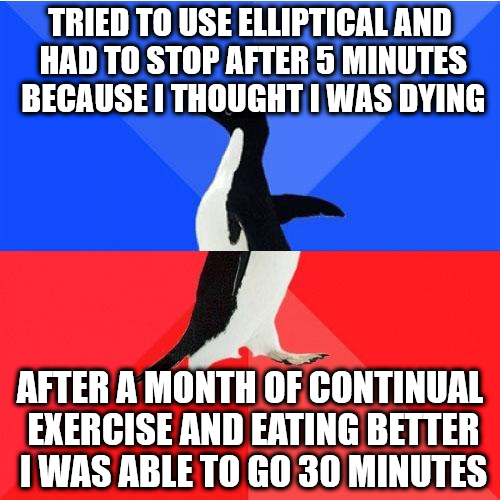 TRIED TO USE ELLIPTICAL AND
HAD TO STOP AFTER 5 MINUTES
BECAUSE I THOUGHT I WAS DYING
AFTER A MONTH OF CONTINUAL
EXERCISE AND EATING BETTER
I WAS ABLE TO GO 30 MINUTES